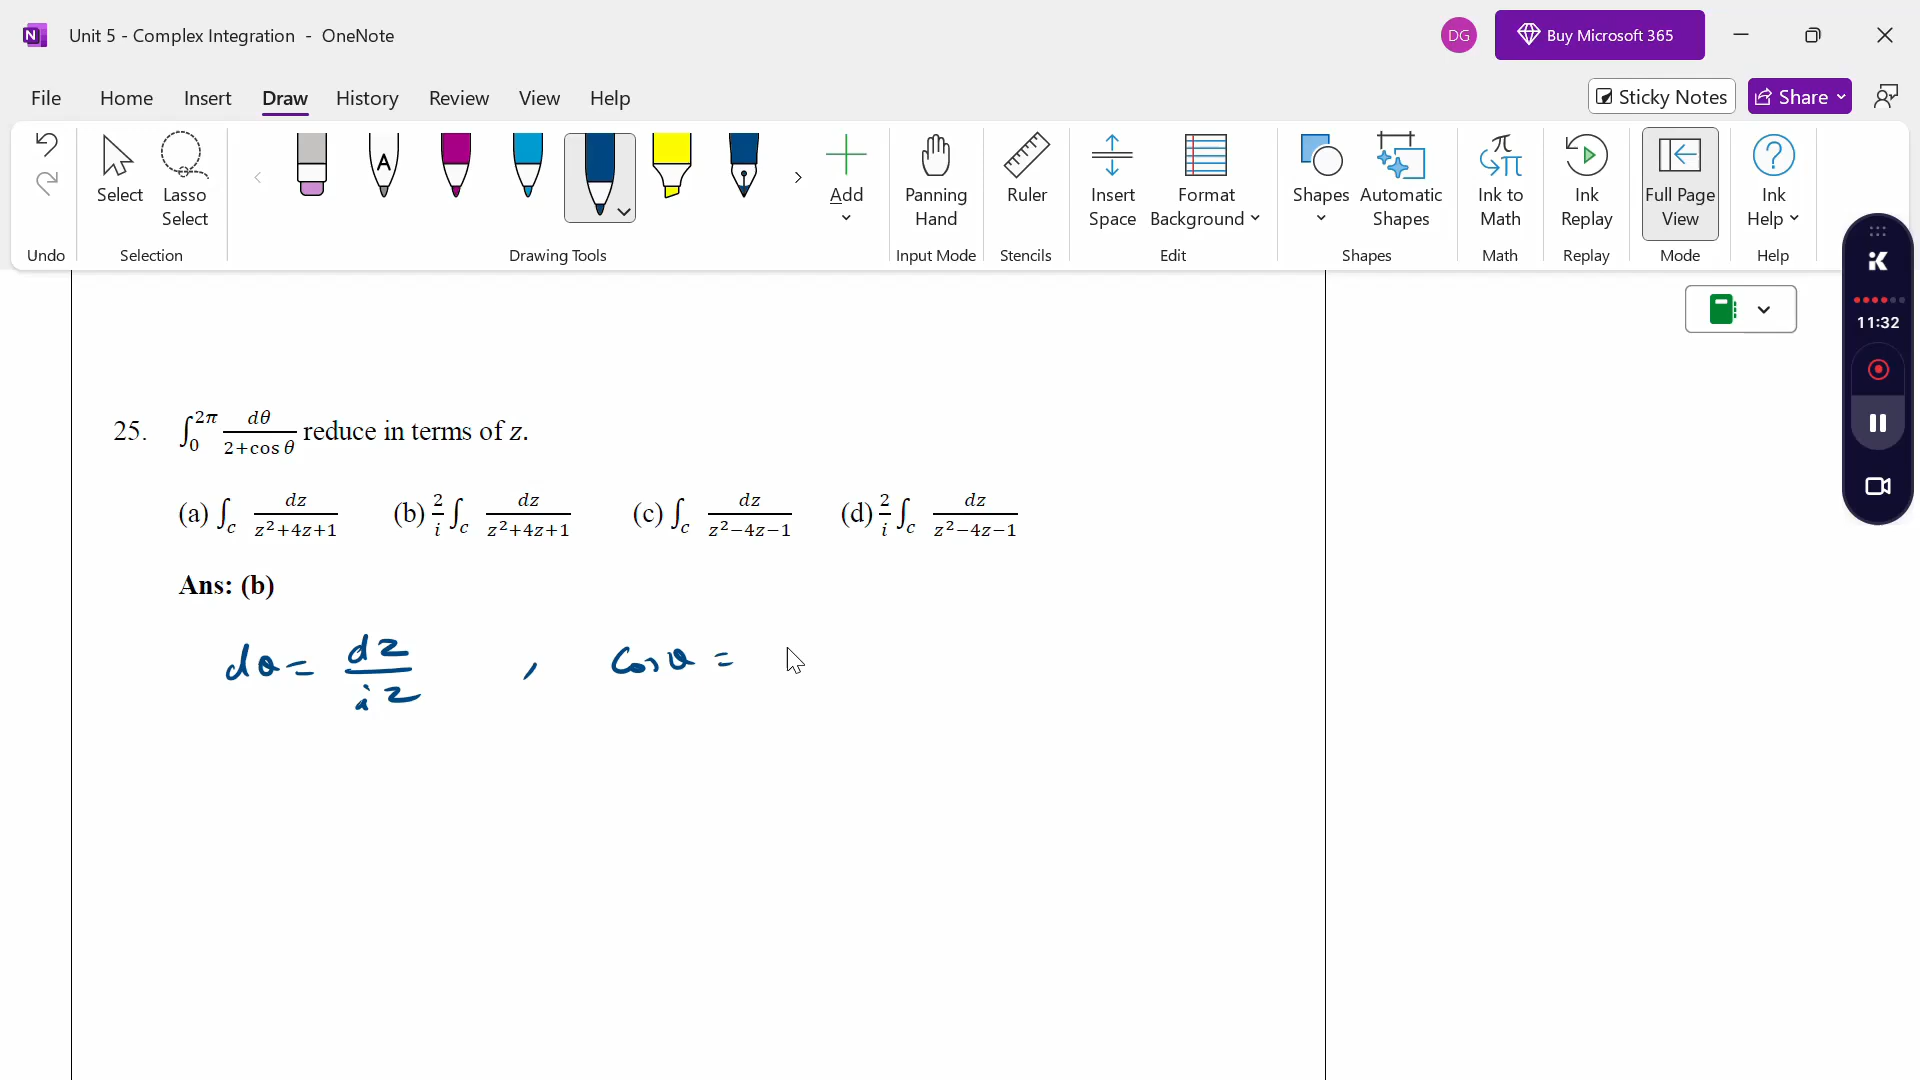 Unit 5 - Complex Integration - OneNote
DG
Buy Microsoft 365
File Home Insert Draw History Review View Help
Sticky Notes
Share
A
Select
Lasso Select
Add
Panning Hand
Ruler
Insert Space
Format Background
Shapes
Automatic Shapes
Ink to Math
Ink Replay
Full Page View
Ink Help
Undo Selection Drawing Tools Input Mode Stencils Edit Shapes Math Replay Mode Help
11:32
25. ∫₀^{2π} dθ/(2+cos θ) reduce in terms of z.
(a) ∫_c dz/(z²+4z+1) (b) 2/i ∫_c dz/(z²+4z+1) (c) ∫_c dz/(z²−4z−1) (d) 2/i ∫_c dz/(z²−4z−1)
Ans: (b)
dθ = dz/iz , cosθ =